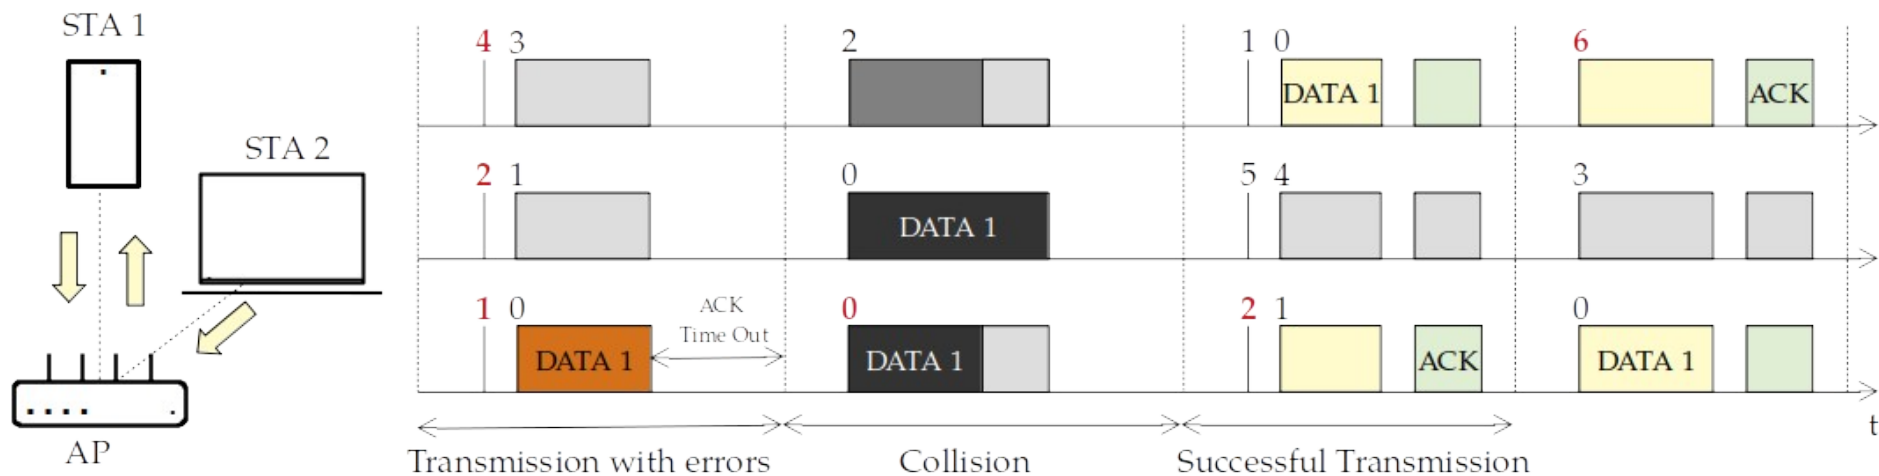 STA 1
STA 2
AP
4 3 2 1 0 6
DATA 1 ACK
2 1 0 5 4 3
DATA 1
1 0 ACK 0 2 1 0
Time Out
DATA 1 DATA 1 ACK DATA 1
t
Transmission with errors Collision Successful Transmission